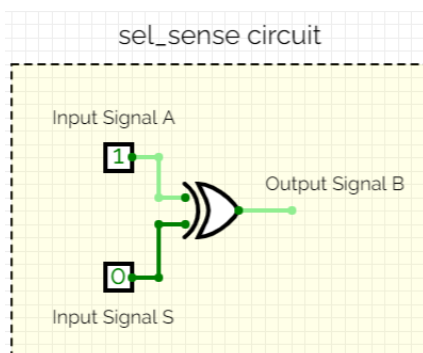 sel_sense circuit
Input Signal A
1
Output Signal B
0
Input Signal S